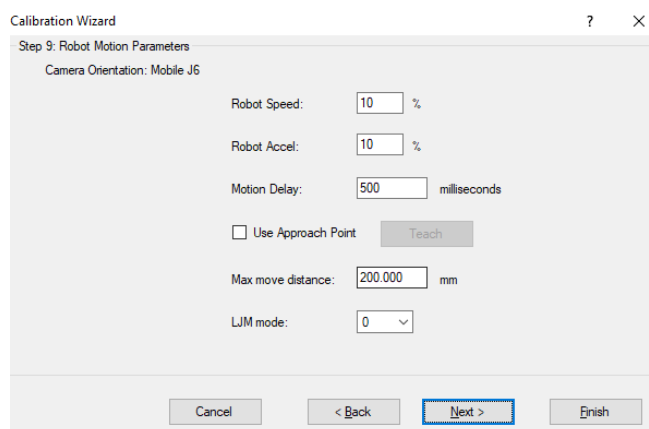 Calibration Wizard ? ×
Step 9: Robot Motion Parameters
Camera Orientation: Mobile J6
Robot Speed: 10 %
Robot Accel: 10 %
Motion Delay: 500 milliseconds
Use Approach Point Teach
Max move distance: 200.000 mm
LJM mode: 0
Cancel < Back Next > Finish